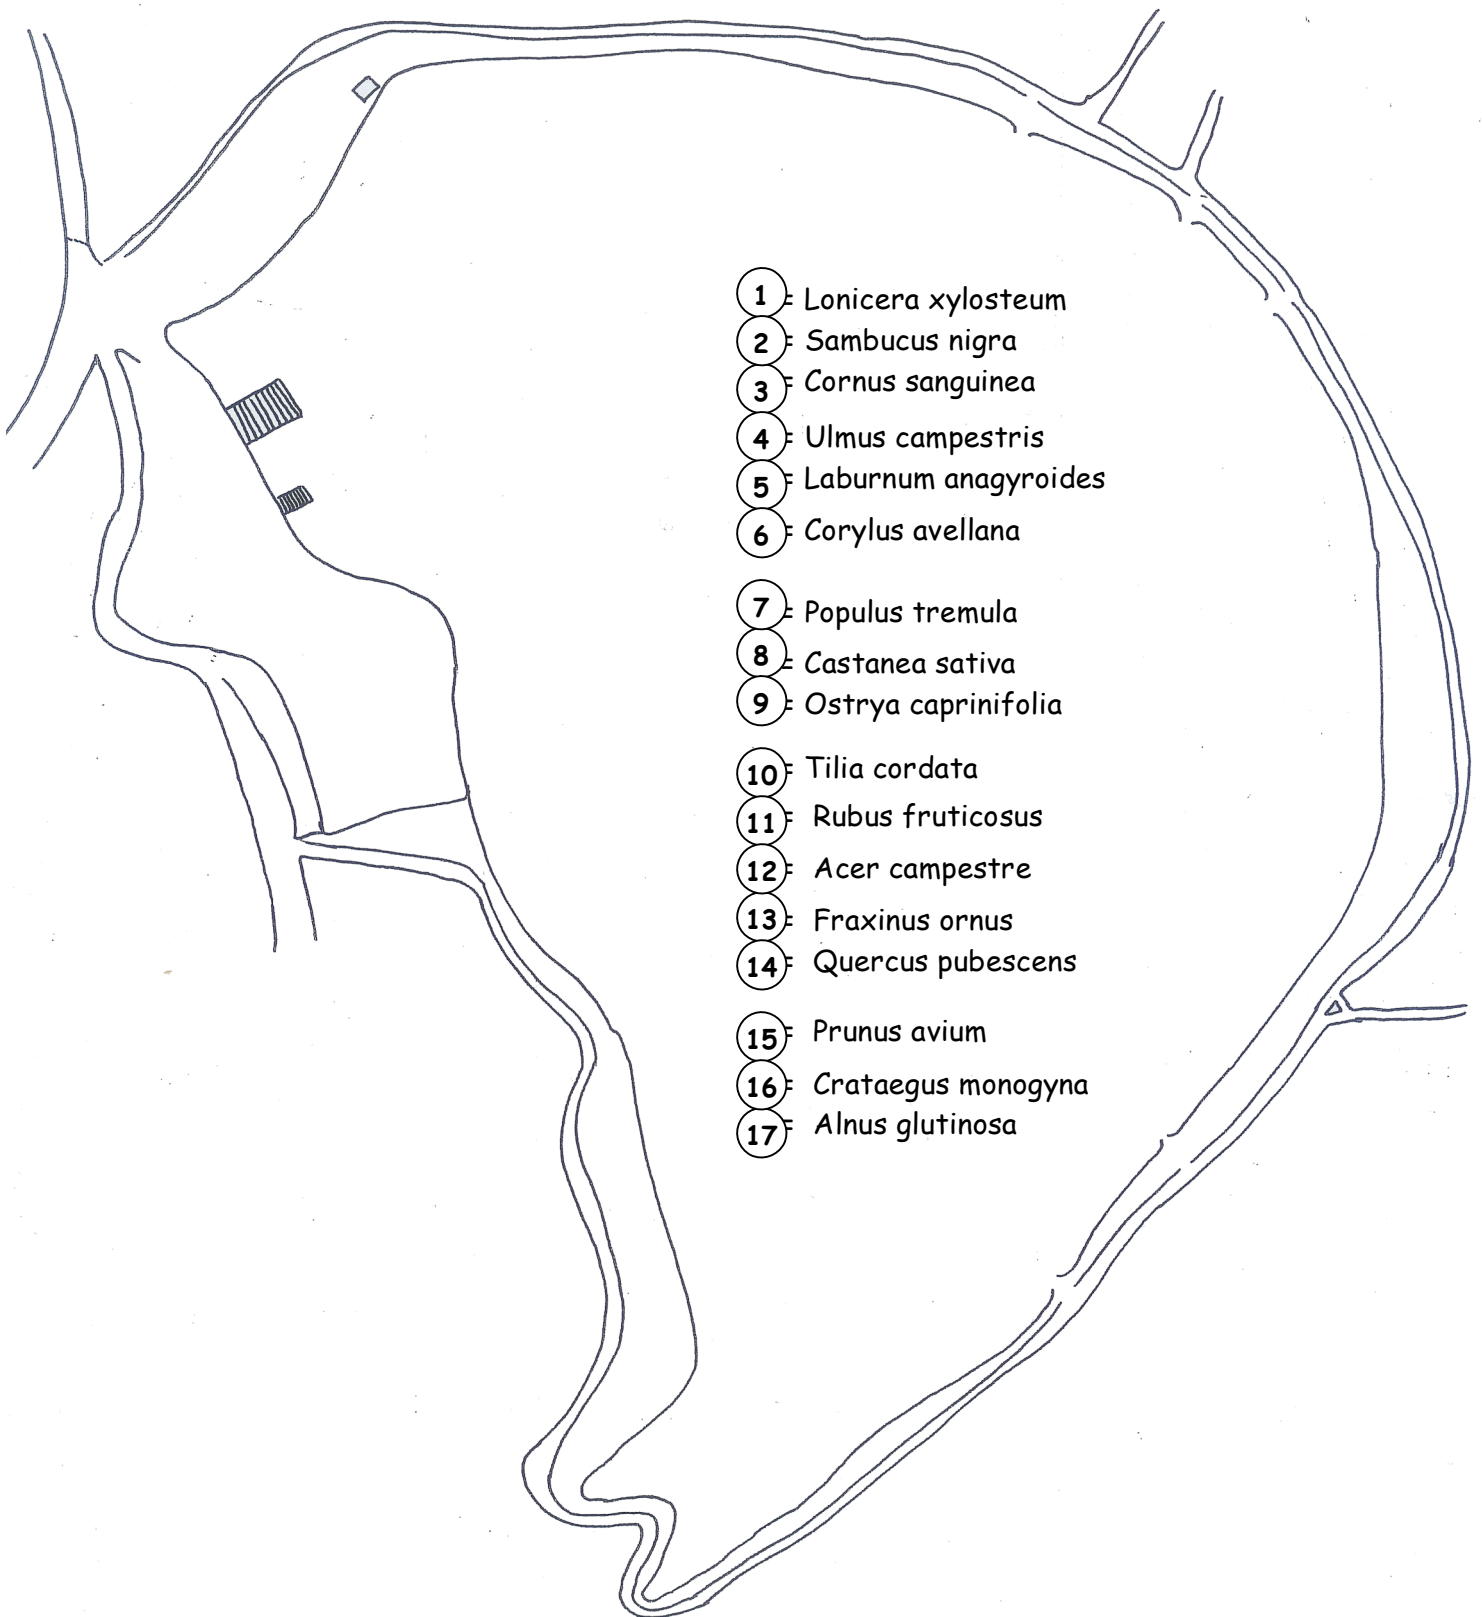 1 = Lonicera xylosteum
2 = Sambucus nigra
3 = Cornus sanguinea
4 = Ulmus campestris
5 = Laburnum anagyroides
6 = Corylus avellana
7 = Populus tremula
8 = Castanea sativa
9 = Ostrya caprinifolia
10 = Tilia cordata
11 = Rubus fruticosus
12 = Acer campestre
13 = Fraxinus ornus
14 = Quercus pubescens
15 = Prunus avium
16 = Crataegus monogyna
17 = Alnus glutinosa